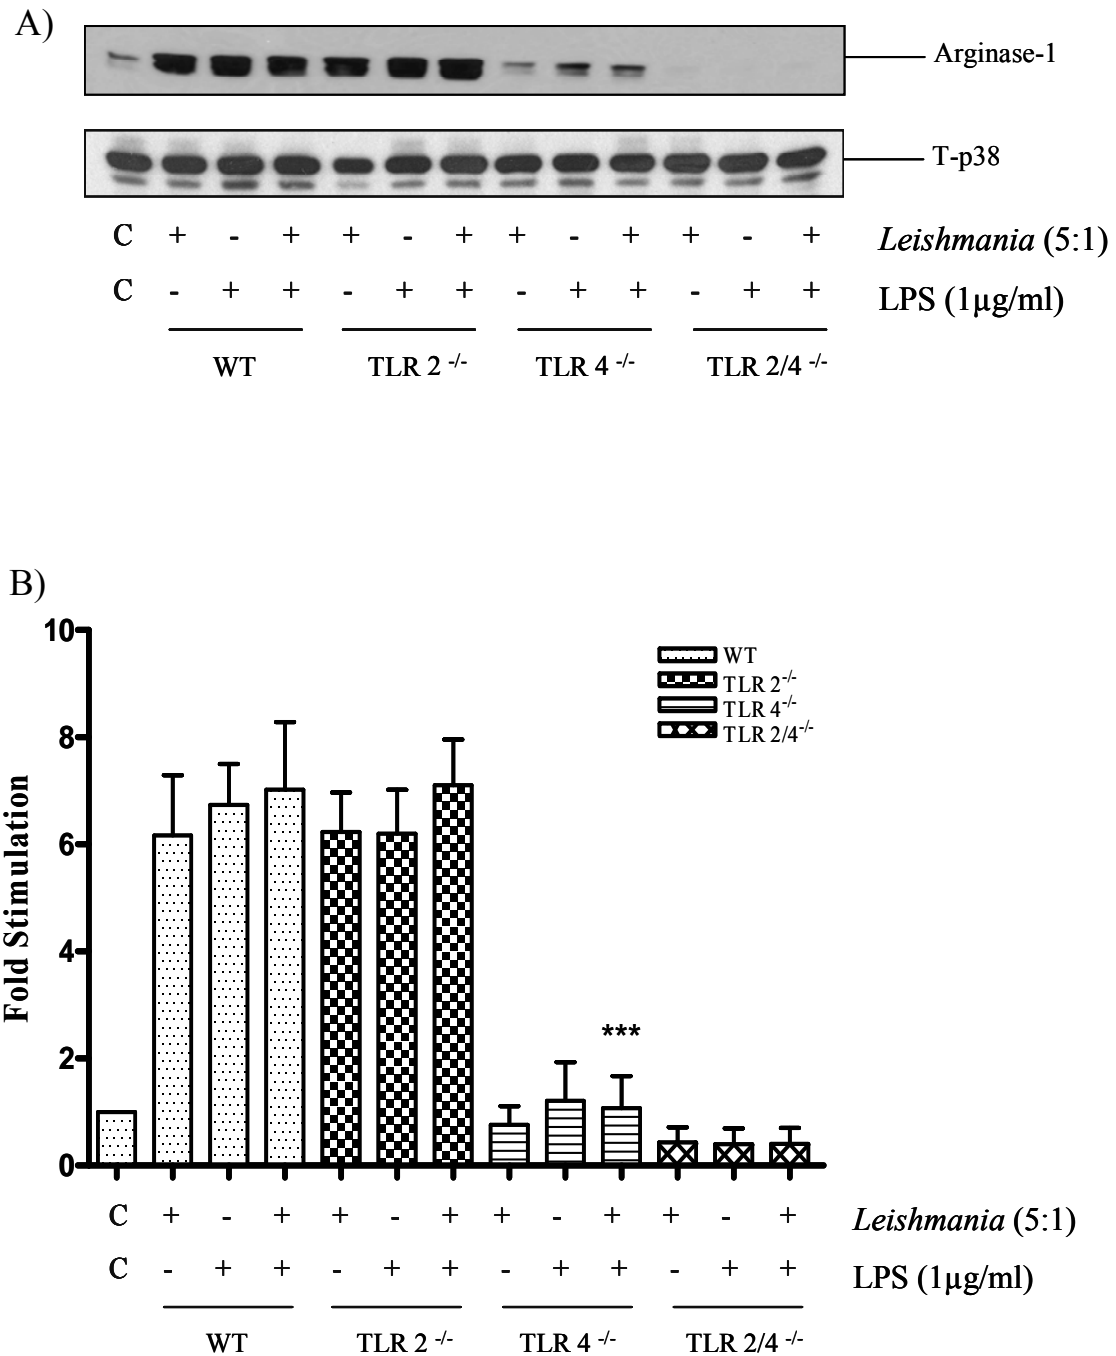 A)
Arginase-1
T-p38
C + - + + - + + - + + - + Leishmania (5:1)
C - + + - + + - + + - + + LPS (1µg/ml)
WT TLR 2 -/- TLR 4 -/- TLR 2/4 -/-
B)
Fold Stimulation
10
8
6
4
2
0
WT
TLR 2-/-
TLR 4-/-
TLR 2/4-/-
***
C + - + + - + + - + + - + Leishmania (5:1)
C - + + - + + - + + - + + LPS (1µg/ml)
WT TLR 2 -/- TLR 4 -/- TLR 2/4 -/-